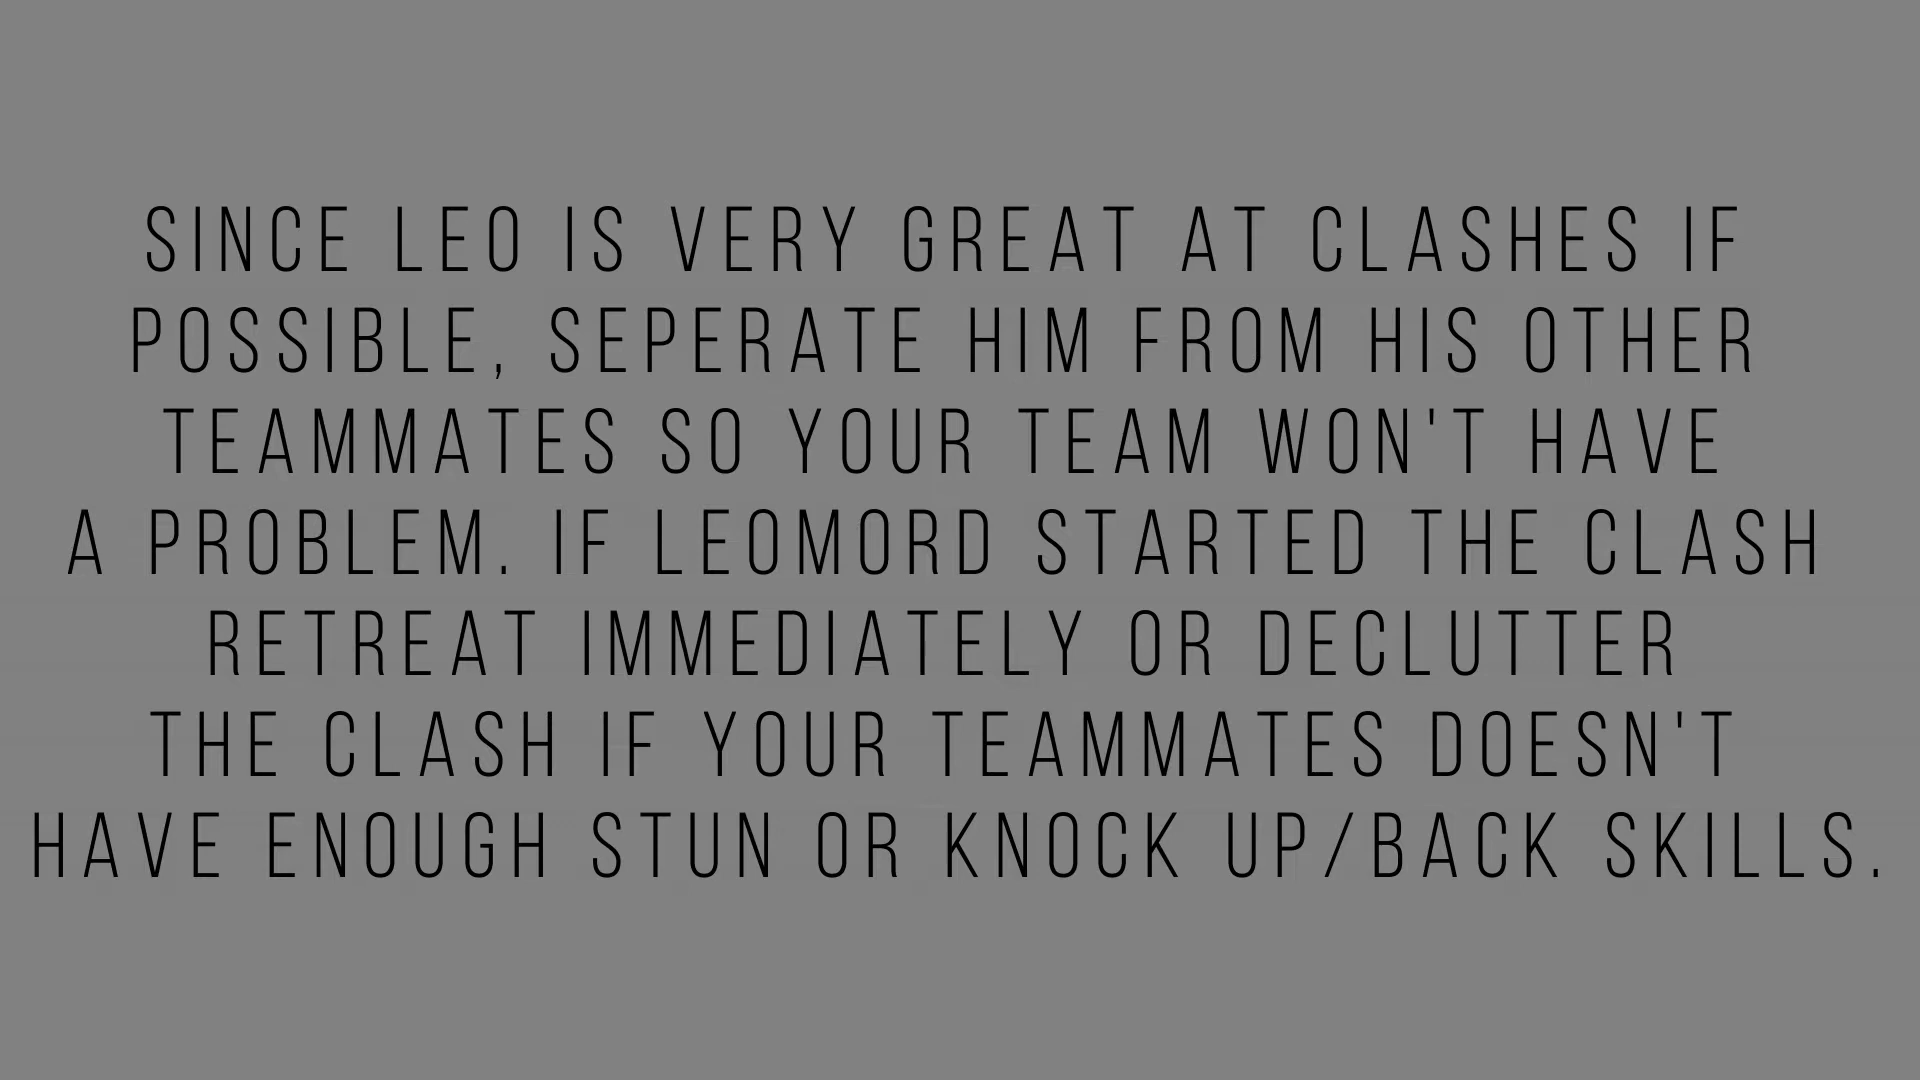 SINCE LEO IS VERY GREAT AT CLASHES IF
POSSIBLE, SEPERATE HIM FROM HIS OTHER
TEAMMATES SO YOUR TEAM WON'T HAVE
A PROBLEM. IF LEOMORD STARTED THE CLASH
RETREAT IMMEDIATELY OR DECLUTTER
THE CLASH IF YOUR TEAMMATES DOESN'T
HAVE ENOUGH STUN OR KNOCK UP/BACK SKILLS.